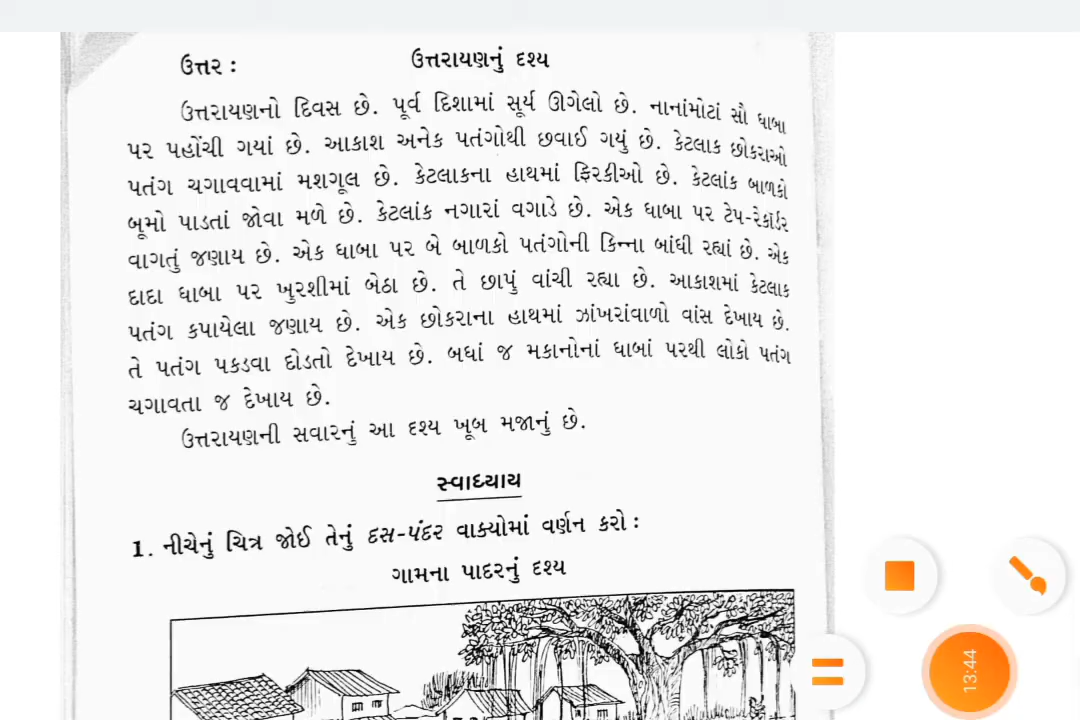 ઉત્તર : ઉત્તરાયણનું દશ્ય
ઉત્તરાયણનો દિવસ છે. પૂર્વ દિશામાં સૂર્ય ઊગેલો છે. નાનાંમોટાં સૌ ધાબા
પર પહોંચી ગયાં છે. આકાશ અનેક પતંગોથી છવાઈ ગયું છે. કેટલાક છોકરાઓ
પતંગ ચગાવવામાં મશગૂલ છે. કેટલાકના હાથમાં ફિરકીઓ છે. કેટલાંક બાળકો
બૂમો પાડતાં જોવા મળે છે. કેટલાંક નગારાં વગાડે છે. એક ધાબા પર ટેપ-રેકૉર્ડર
વાગતું જણાય છે. એક ધાબા પર બે બાળકો પતંગોની કિન્ના બાંધી રહ્યાં છે. એક
દાદા ધાબા પર ખુરશીમાં બેઠા છે. તે છાપું વાંચી રહ્યા છે. આકાશમાં કેટલાક
પતંગ કપાયેલા જણાય છે. એક છોકરાના હાથમાં ઝાંખરાંવાળો વાંસ દેખાય છે.
તે પતંગ પકડવા દોડતો દેખાય છે. બધાં જ મકાનોનાં ધાબાં પરથી લોકો પતંગ
ચગાવતા જ દેખાય છે.
ઉત્તરાયણની સવારનું આ દશ્ય ખૂબ મજાનું છે.
સ્વાધ્યાય
1. નીચેનું ચિત્ર જોઈ તેનું દસ-પંદર વાક્યોમાં વર્ણન કરો :
ગામના પાદરનું દશ્ય
13:44